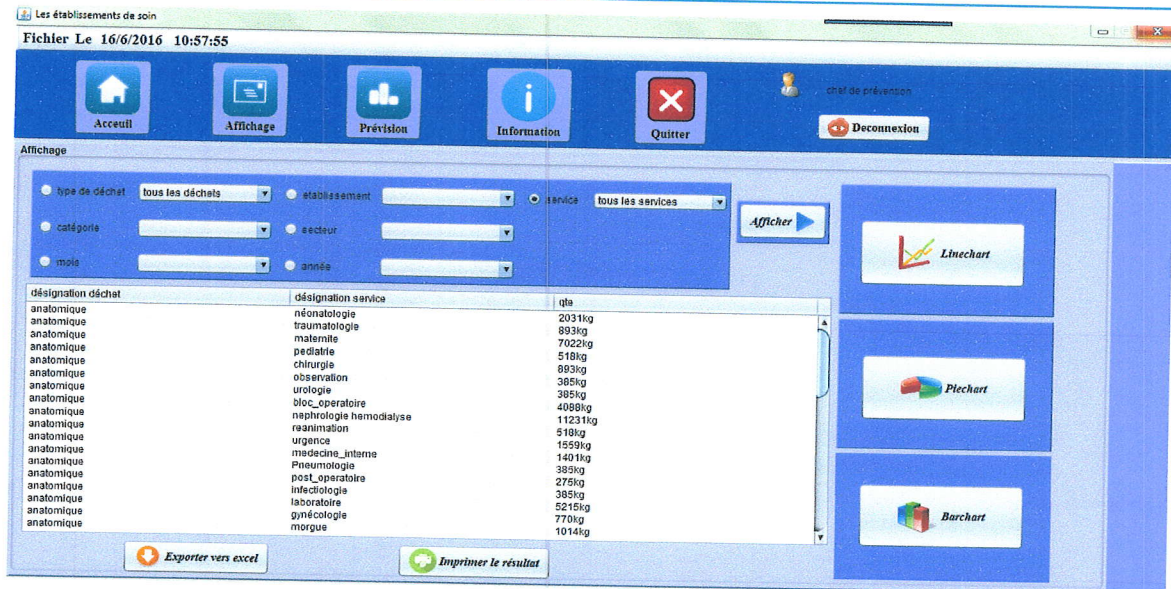 Les établissements de soin
Fichier Le 16/6/2016 10:57:55
Acceuil Affichage Prévision Information Quitter chef de prévention
Deconnexion
Affichage
type de déchet tous les déchets etablissement service tous les services
catégorie secteur
mois année
Afficher
Linechart
Piechart
Barchart
désignation déchet désignation service qte
anatomique néonatologie 2031kg
anatomique traumatologie 893kg
anatomique maternite 7022kg
anatomique pediatrie 518kg
anatomique chirurgie 893kg
anatomique observation 385kg
anatomique urologie 385kg
anatomique bloc_operatoire 4088kg
anatomique nephrologie hemodialyse 11231kg
anatomique reanimation 518kg
anatomique urgence 1559kg
anatomique medecine_interne 1401kg
anatomique Pneumologie 385kg
anatomique post_operatoire 275kg
anatomique infectiologie 385kg
anatomique laboratoire 5215kg
anatomique gynécologie 770kg
anatomique morgue 1014kg
Exporter vers excel Imprimer le résultat